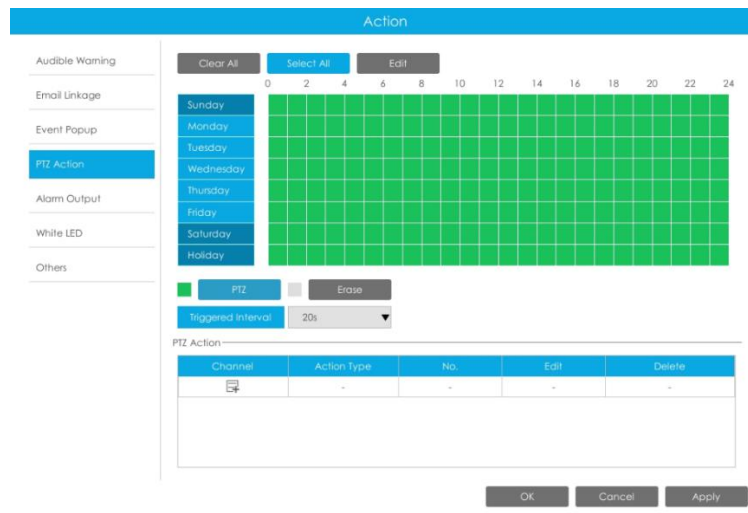 Action
Audible Warning
Email Linkage
Event Popup
PTZ Action
Alarm Output
White LED
Others
Clear All Select All Edit
0 2 4 6 8 10 12 14 16 18 20 22 24
Sunday
Monday
Tuesday
Wednesday
Thursday
Friday
Saturday
Holiday
PTZ Erase
Triggered Interval 20s
PTZ Action
Channel Action Type No. Edit Delete
- - - -
OK Cancel Apply